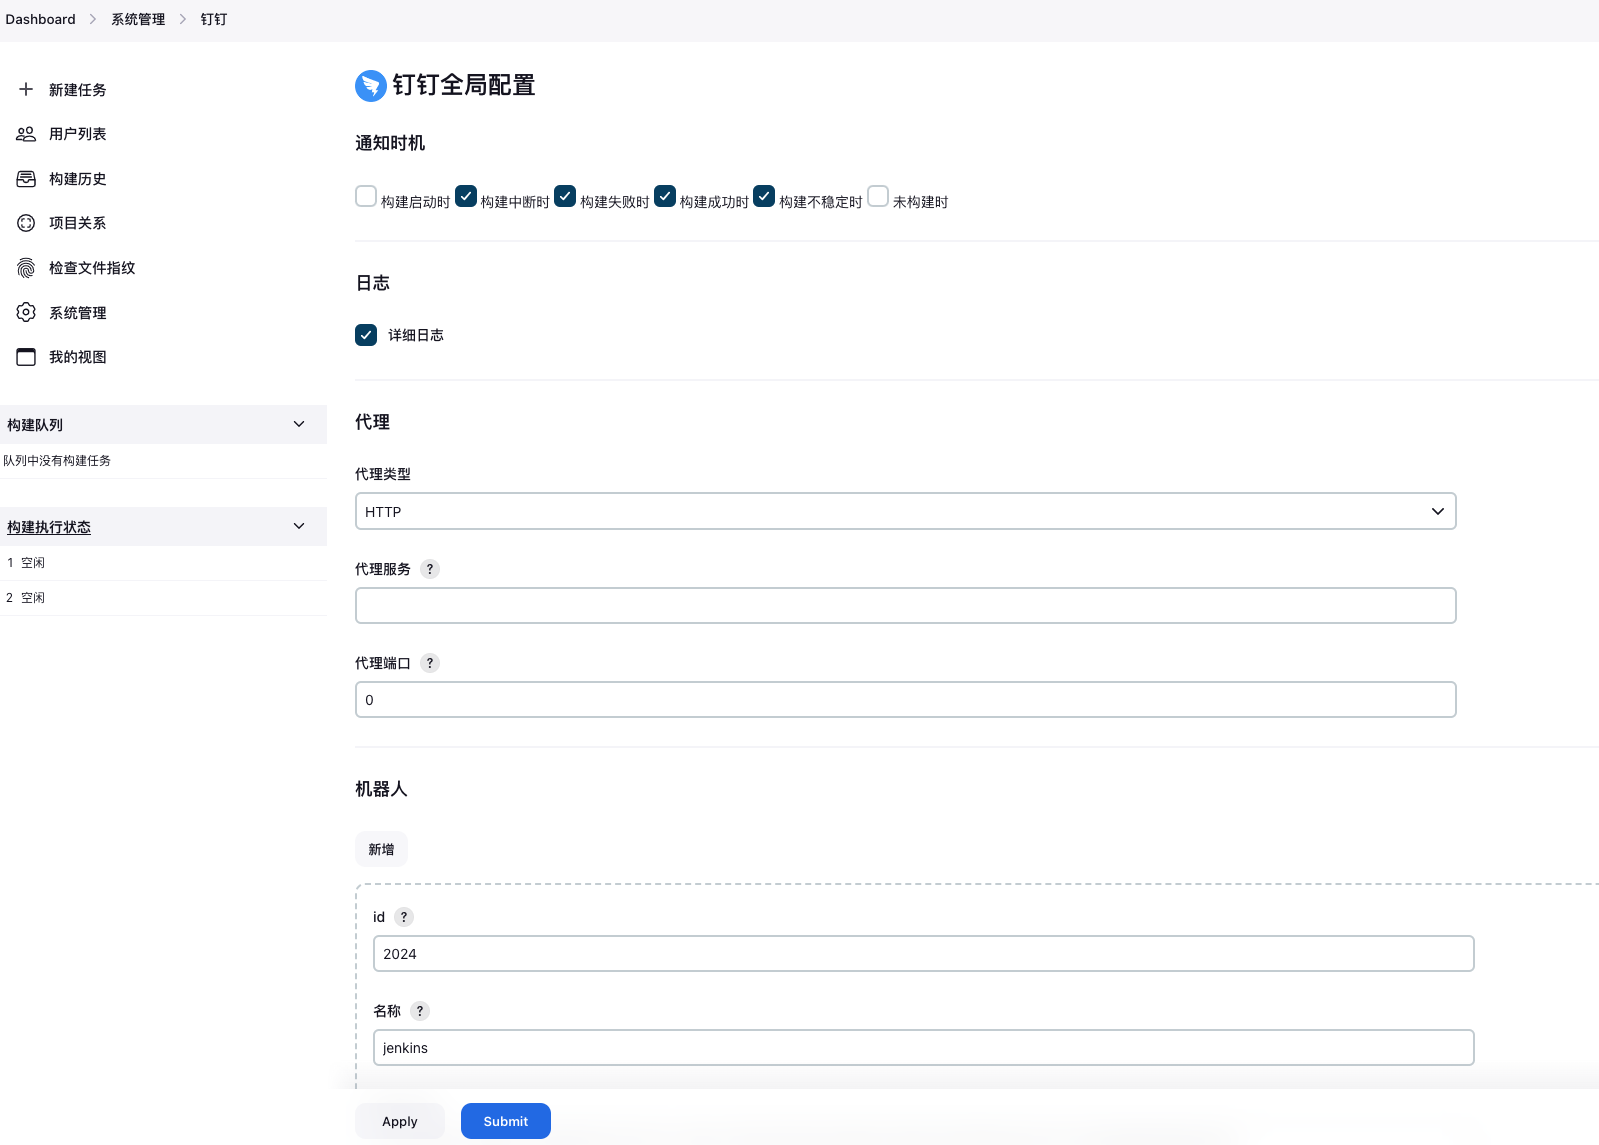 Dashboard > 系统管理 > 钉钉
新建任务
用户列表
构建历史
项目关系
检查文件指纹
系统管理
我的视图
构建队列
队列中没有构建任务
构建执行状态
1 空闲
2 空闲
钉钉全局配置
通知时机
构建启动时 构建中断时 构建失败时 构建成功时 构建不稳定时 未构建时
日志
详细日志
代理
代理类型
HTTP
代理服务 ?
代理端口 ?
0
机器人
新增
id ?
2024
名称 ?
jenkins
Apply Submit